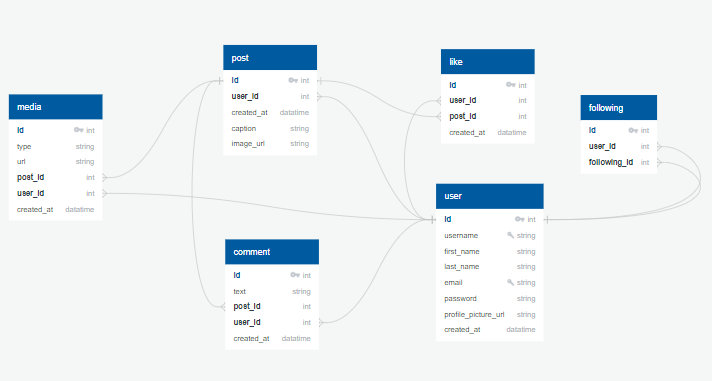 post
id int
user_id int
created_at datatime
caption string
image_url string
like
id int
user_id int
post_id int
created_at datatime
media
id int
type string
url string
post_id int
user_id int
created_at datatime
following
id int
user_id int
following_id int
user
id int
username string
first_name string
last_name string
email string
password string
profile_picture_url string
created_at datatime
comment
id int
text string
post_id int
user_id int
created_at datatime